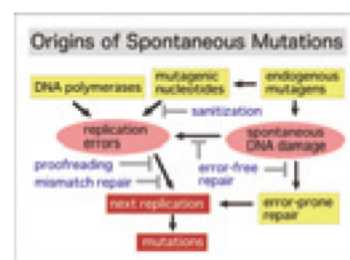 Origins of Spontaneous Mutations
DNA polymerases
mutagenic
nucleotides
endogenous
mutagens
sanitization
replication
errors
spontaneous
DNA damage
proofreading
mismatch repair
error-free
repair
next replication
error-prone
repair
mutations